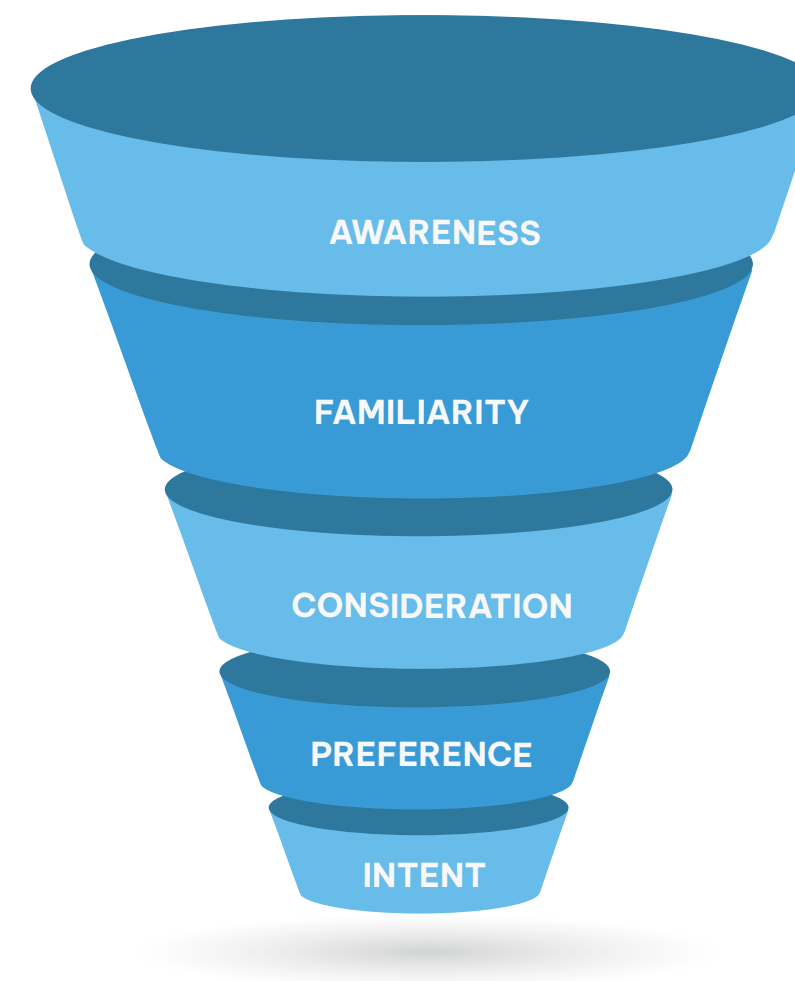 AWARENESS
FAMILIARITY
CONSIDERATION
PREFERENCE
INTENT